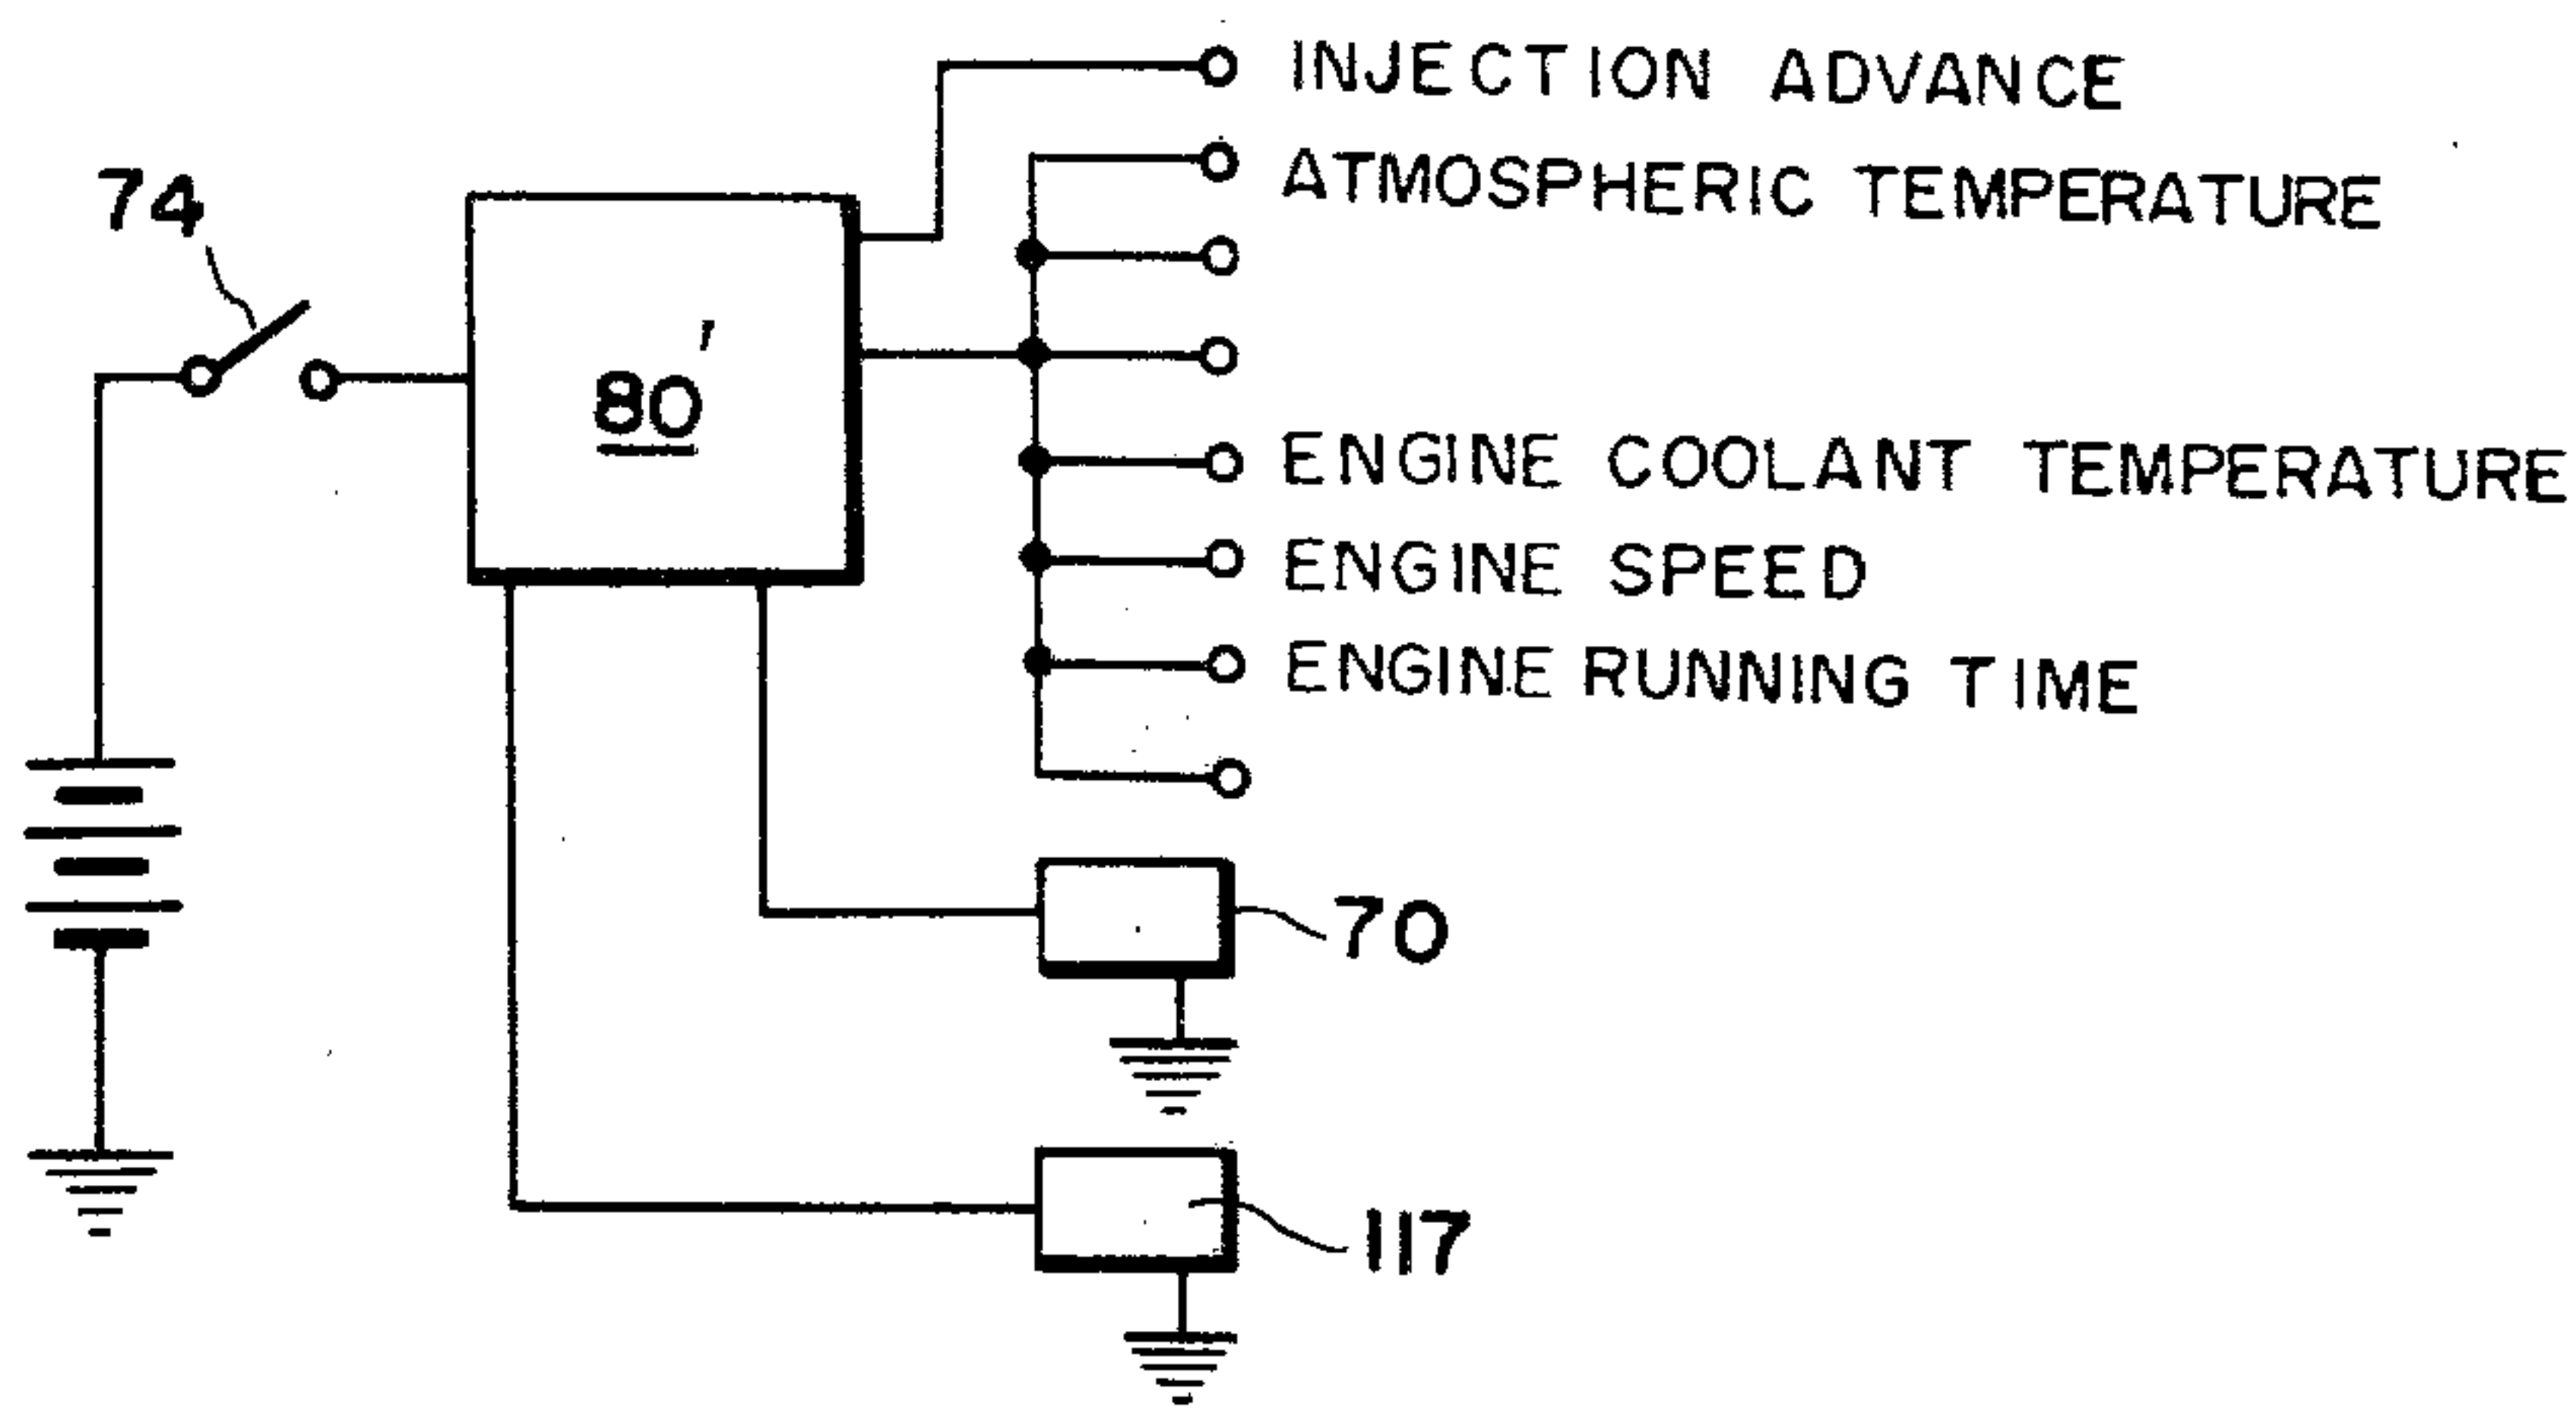 INJECTION ADVANCE
ATMOSPHERIC TEMPERATURE
74
80'
ENGINE COOLANT TEMPERATURE
ENGINE SPEED
ENGINE RUNNING TIME
70
117